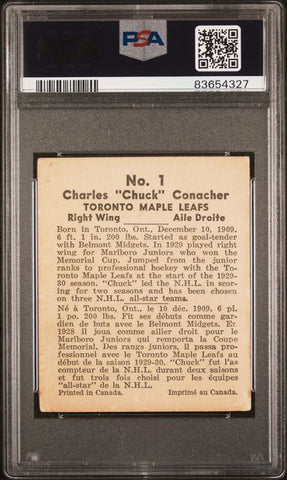 PSA
83654327
No. 1
Charles "Chuck" Conacher
TORONTO MAPLE LEAFS
Right Wing Aile Droite
Born in Toronto, Ontario, December 10, 1909.
6 ft. 1 in. 200 lbs. Started as goal-tender
with Belmont Midgets. In 1929 played right
wing for Marlboro Juniors who won the
Memorial Cup. Jumped from the junior
ranks to professional hockey with the To-
ronto Maple Leafs at the start of the 1929-
30 season. "Chuck" led the N.H.L. in scor-
ing for two seasons and has been chosen
on three N.H.L. all-star teams.
Né à Toronto, Ont., le 10 déc. 1909. 6 pi.
1 po. 200 lbs. Fit ses débuts comme gar-
dien de buts avec le Belmont Midgets. Er.
1928 il joua comme ailier droit pour le
Marlboro Juniors qui remporta la Coupe
Memorial. Des rangs juniors, il passa pro-
fessionnel avec le Toronto Maple Leafs au
début de la saison 1929-30. "Chuck" fut l'as
compteur de la N.H.L. durant deux saisons
et fut trois fois choisi pour les équipes
"all-star" de la N.H.L.
Printed in Canada. Imprimé au Canada.